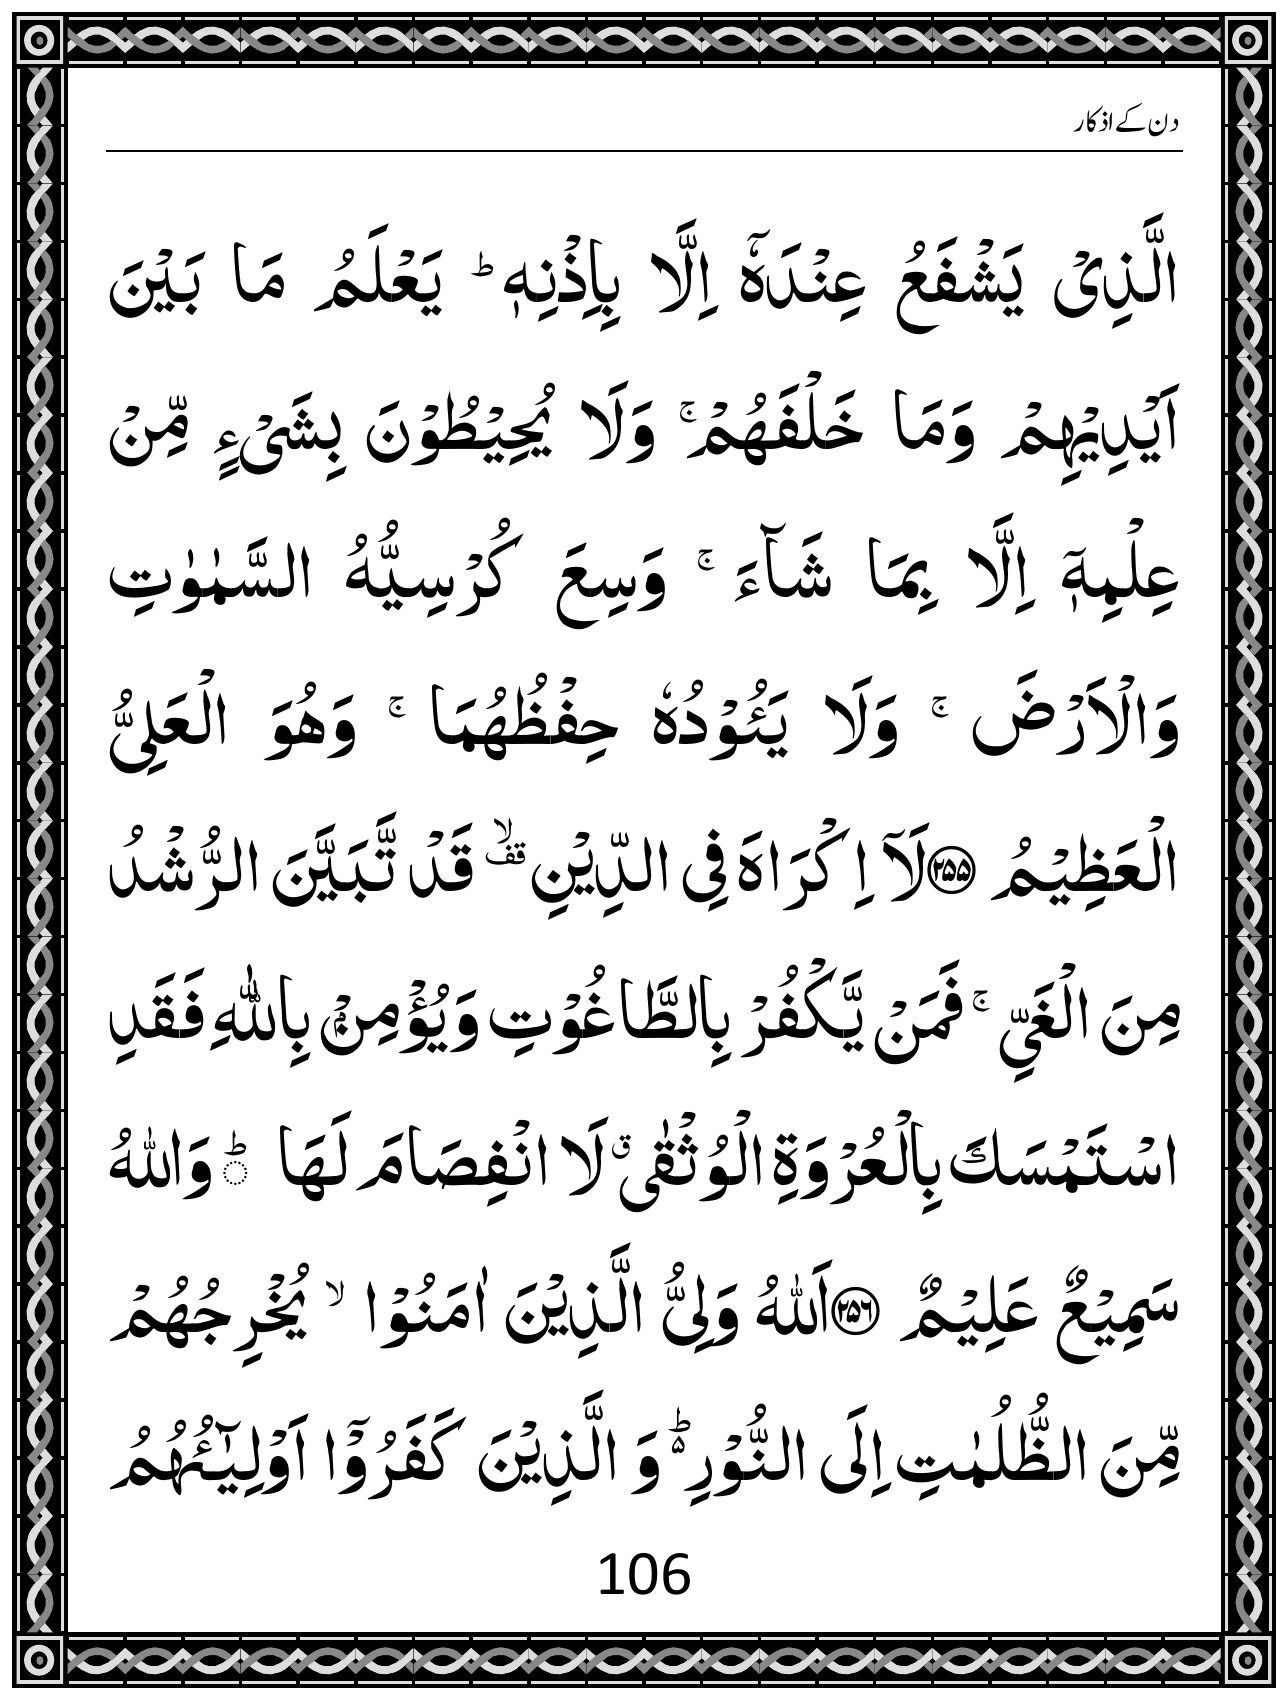 دن کے اذکار
الَّذِیْ یَشْفَعُ عِنْدَہٗۤ اِلَّا بِاِذْنِہٖ ؕ یَعْلَمُ مَا بَیْنَ
اَیْدِیْہِمْ وَمَا خَلْفَہُمْ ۚ وَلَا یُحِیْطُوْنَ بِشَیْءٍ مِّنْ
عِلْمِہٖۤ اِلَّا بِمَا شَآءَ ۚ وَسِعَ کُرْسِیُّہُ السَّمٰوٰتِ
وَالْاَرْضَ ۚ وَلَا یَئُوْدُہٗ حِفْظُہُمَا ۚ وَھُوَ الْعَلِیُّ
الْعَظِیْمُ ﴿۲۵۵﴾ لَاۤ اِکْرَاہَ فِی الدِّیْنِ ۟ۙ قَدْ تَّبَیَّنَ الرُّشْدُ
مِنَ الْغَیِّ ۚ فَمَنْ یَّکْفُرْ بِالطَّاغُوْتِ وَیُؤْمِنْۢ بِاللّٰہِ فَقَدِ
اسْتَمْسَکَ بِالْعُرْوَۃِ الْوُثْقٰی ٭ لَا انْفِصَامَ لَہَا ؕ وَاللّٰہُ
سَمِیْعٌ عَلِیْمٌ ﴿۲۵۶﴾ اَللّٰہُ وَلِیُّ الَّذِیْنَ اٰمَنُوْا ۙ یُخْرِجُہُمْ
مِّنَ الظُّلُمٰتِ اِلَی النُّوْرِ ۬ؕ وَ الَّذِیْنَ کَفَرُوْۤا اَوْلِیٰٓـُٔہُمُ
106